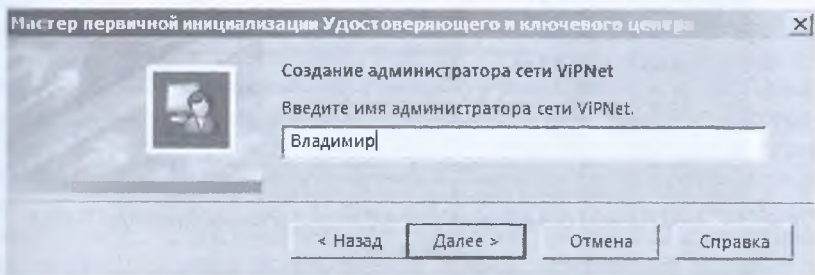 Мастер первичной инициализации Удостоверяющего и ключевого центра
Создание администратора сети ViPNet
Введите имя администратора сети ViPNet.
Владимир
< Назад
Далее >
Отмена
Справка